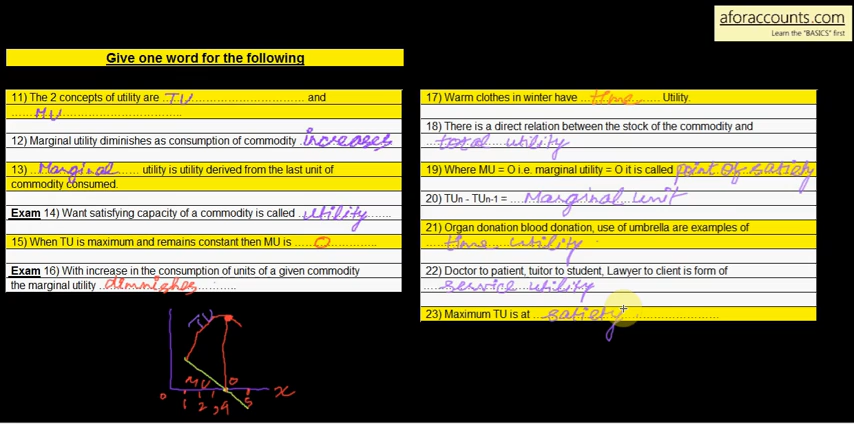 aforaccounts.com
Learn the "BASICS" first
Give one word for the following
11) The 2 concepts of utility are ..TU.............................. and
......MU..............................
12) Marginal utility diminishes as consumption of commodity .increases
13) ..Marginal...... utility is utility derived from the last unit of
commodity consumed.
Exam 14) Want satisfying capacity of a commodity is called ..utility........
15) When TU is maximum and remains constant then MU is ......0..............
Exam 16) With increase in the consumption of units of a given commodity
the marginal utility ..diminishes.......
TU
MU
0
0
1 2 3 4 5
X
17) Warm clothes in winter have ...time...... Utility.
18) There is a direct relation between the stock of the commodity and
....total utility
19) Where MU = O i.e. marginal utility = O it is called point of satiety
20) TUn - TUn-1 = ....Marginal unit
21) Organ donation blood donation, use of umbrella are examples of
....time utility
22) Doctor to patient, tuitor to student, Lawyer to client is form of
....service utility
23) Maximum TU is at ...satiety......................